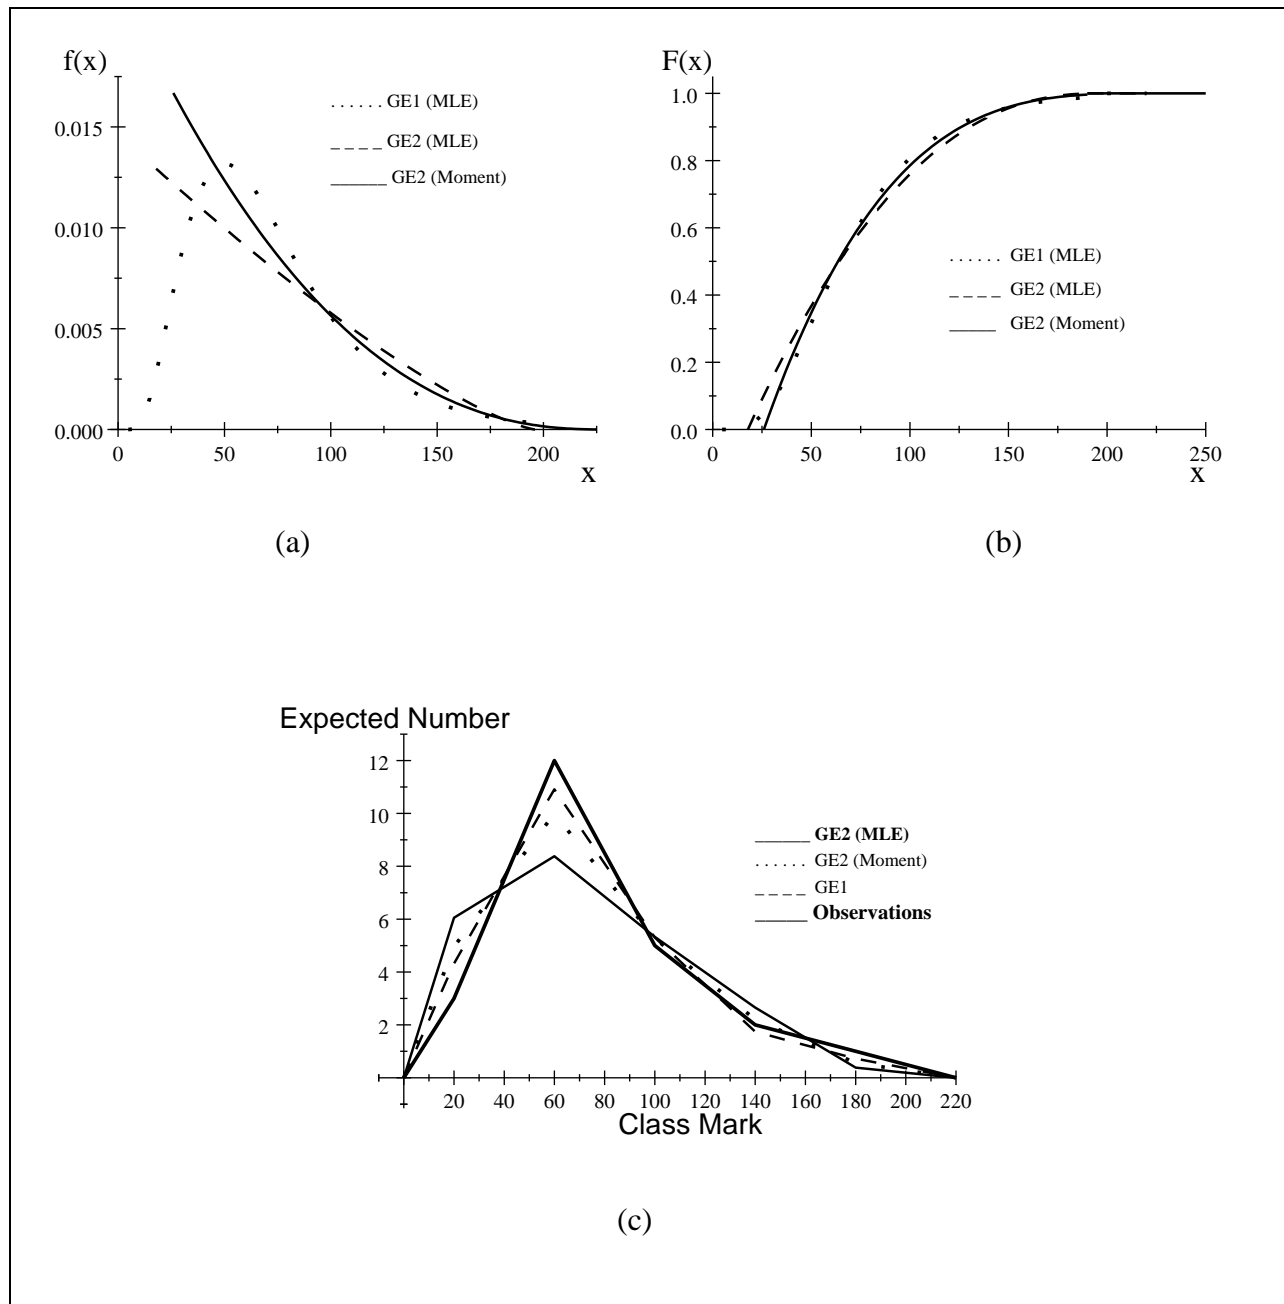 f(x)
0.015
0.010
0.005
0.000
0 50 100 150 200
x
...... GE1 (MLE)
____ GE2 (MLE)
______ GE2 (Moment)
(a)
F(x)
1.0
0.8
0.6
0.4
0.2
0.0
0 50 100 150 200 250
x
...... GE1 (MLE)
____ GE2 (MLE)
_____ GE2 (Moment)
(b)
Expected Number
12
10
8
6
4
2
20 40 60 80 100 120 140 160 180 200 220
Class Mark
______ GE2 (MLE)
...... GE2 (Moment)
____ GE1
______ Observations
(c)